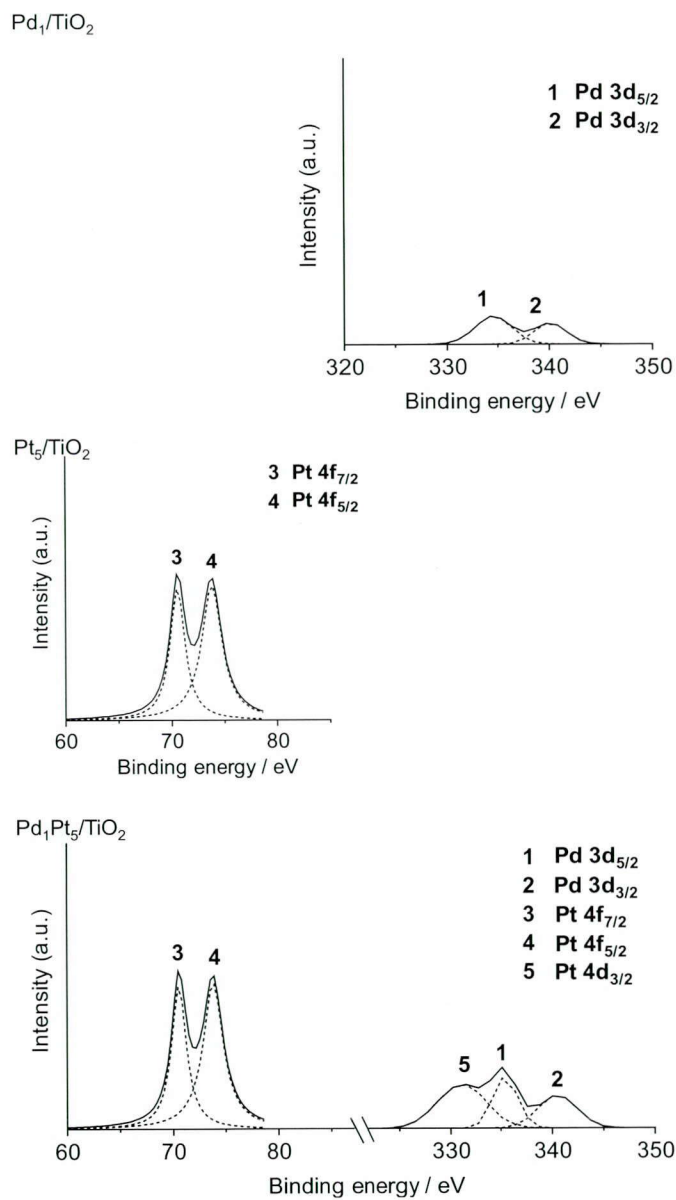 Pd₁/TiO₂
1 Pd 3d₅/₂
2 Pd 3d₃/₂
Intensity (a.u.)
1 2
320 330 340 350
Binding energy / eV
Pt₅/TiO₂
3 Pt 4f₇/₂
4 Pt 4f₅/₂
Intensity (a.u.)
3 4
60 70 80
Binding energy / eV
Pd₁Pt₅/TiO₂
1 Pd 3d₅/₂
2 Pd 3d₃/₂
3 Pt 4f₇/₂
4 Pt 4f₅/₂
5 Pt 4d₃/₂
Intensity (a.u.)
3 4 5 1 2
60 70 80 330 340 350
Binding energy / eV